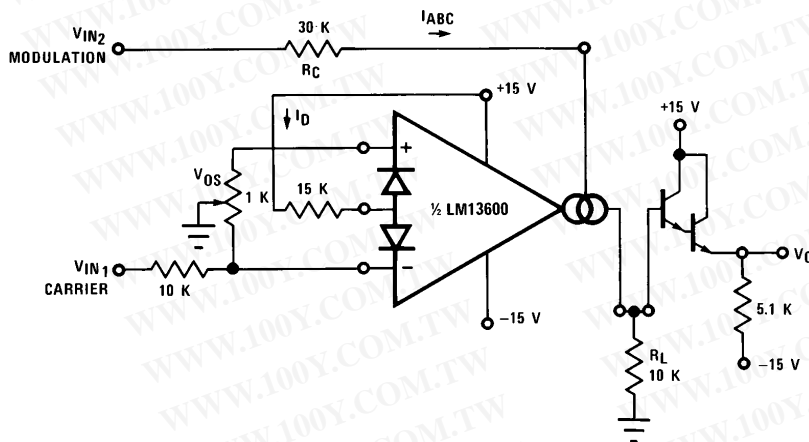 VIN2
MODULATION
30 K
RC
IABC
+15 V
ID
+15 V
VOS
1 K
15 K
+
½ LM13600
VIN1
CARRIER
10 K
−
−15 V
VO
5.1 K
RL
10 K
−15 V
WWW.100Y.COM.TW